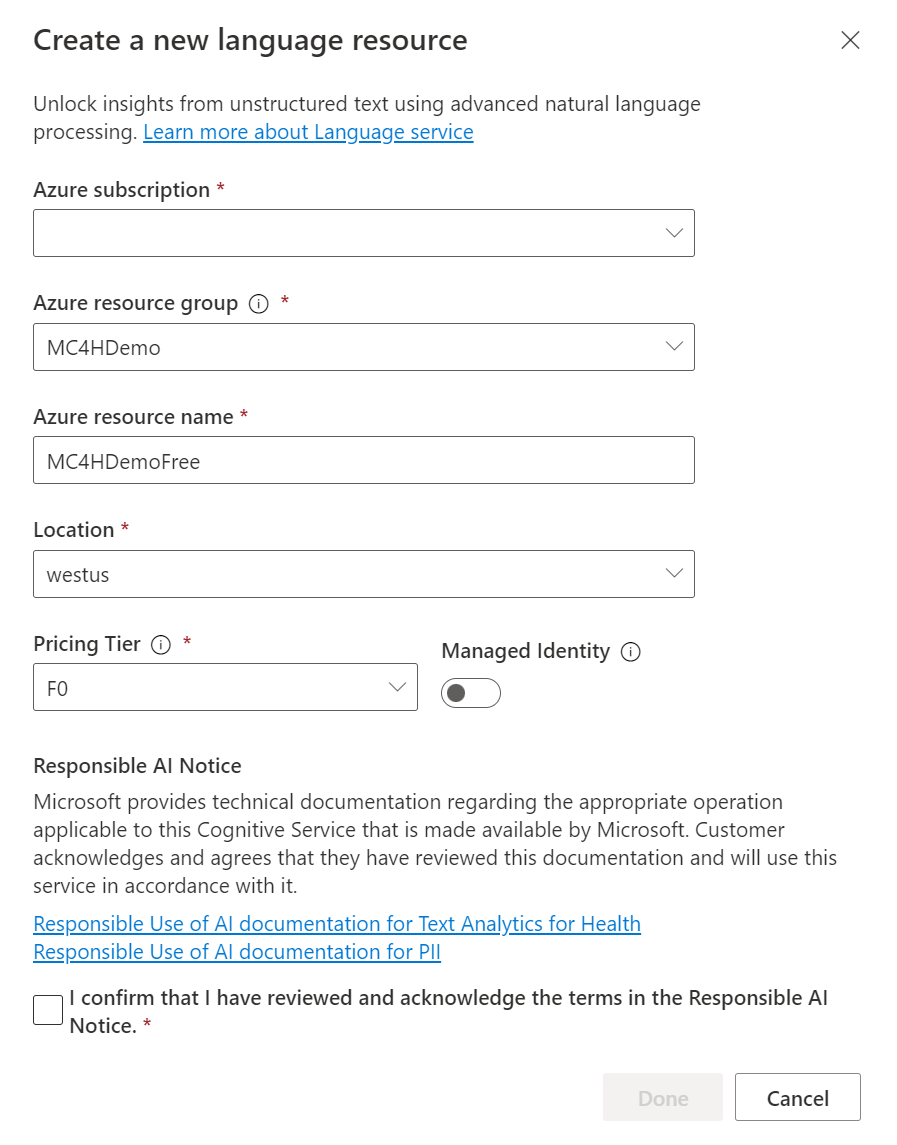 Create a new language resource
Unlock insights from unstructured text using advanced natural language
processing. Learn more about Language service
Azure subscription *
Azure resource group *
MC4HDemo
Azure resource name *
MC4HDemoFree
Location *
westus
Pricing Tier *
Managed Identity
F0
Responsible AI Notice
Microsoft provides technical documentation regarding the appropriate operation
applicable to this Cognitive Service that is made available by Microsoft. Customer
acknowledges and agrees that they have reviewed this documentation and will use this
service in accordance with it.
Responsible Use of AI documentation for Text Analytics for Health
Responsible Use of AI documentation for PII
I confirm that I have reviewed and acknowledge the terms in the Responsible AI
Notice. *
Done
Cancel